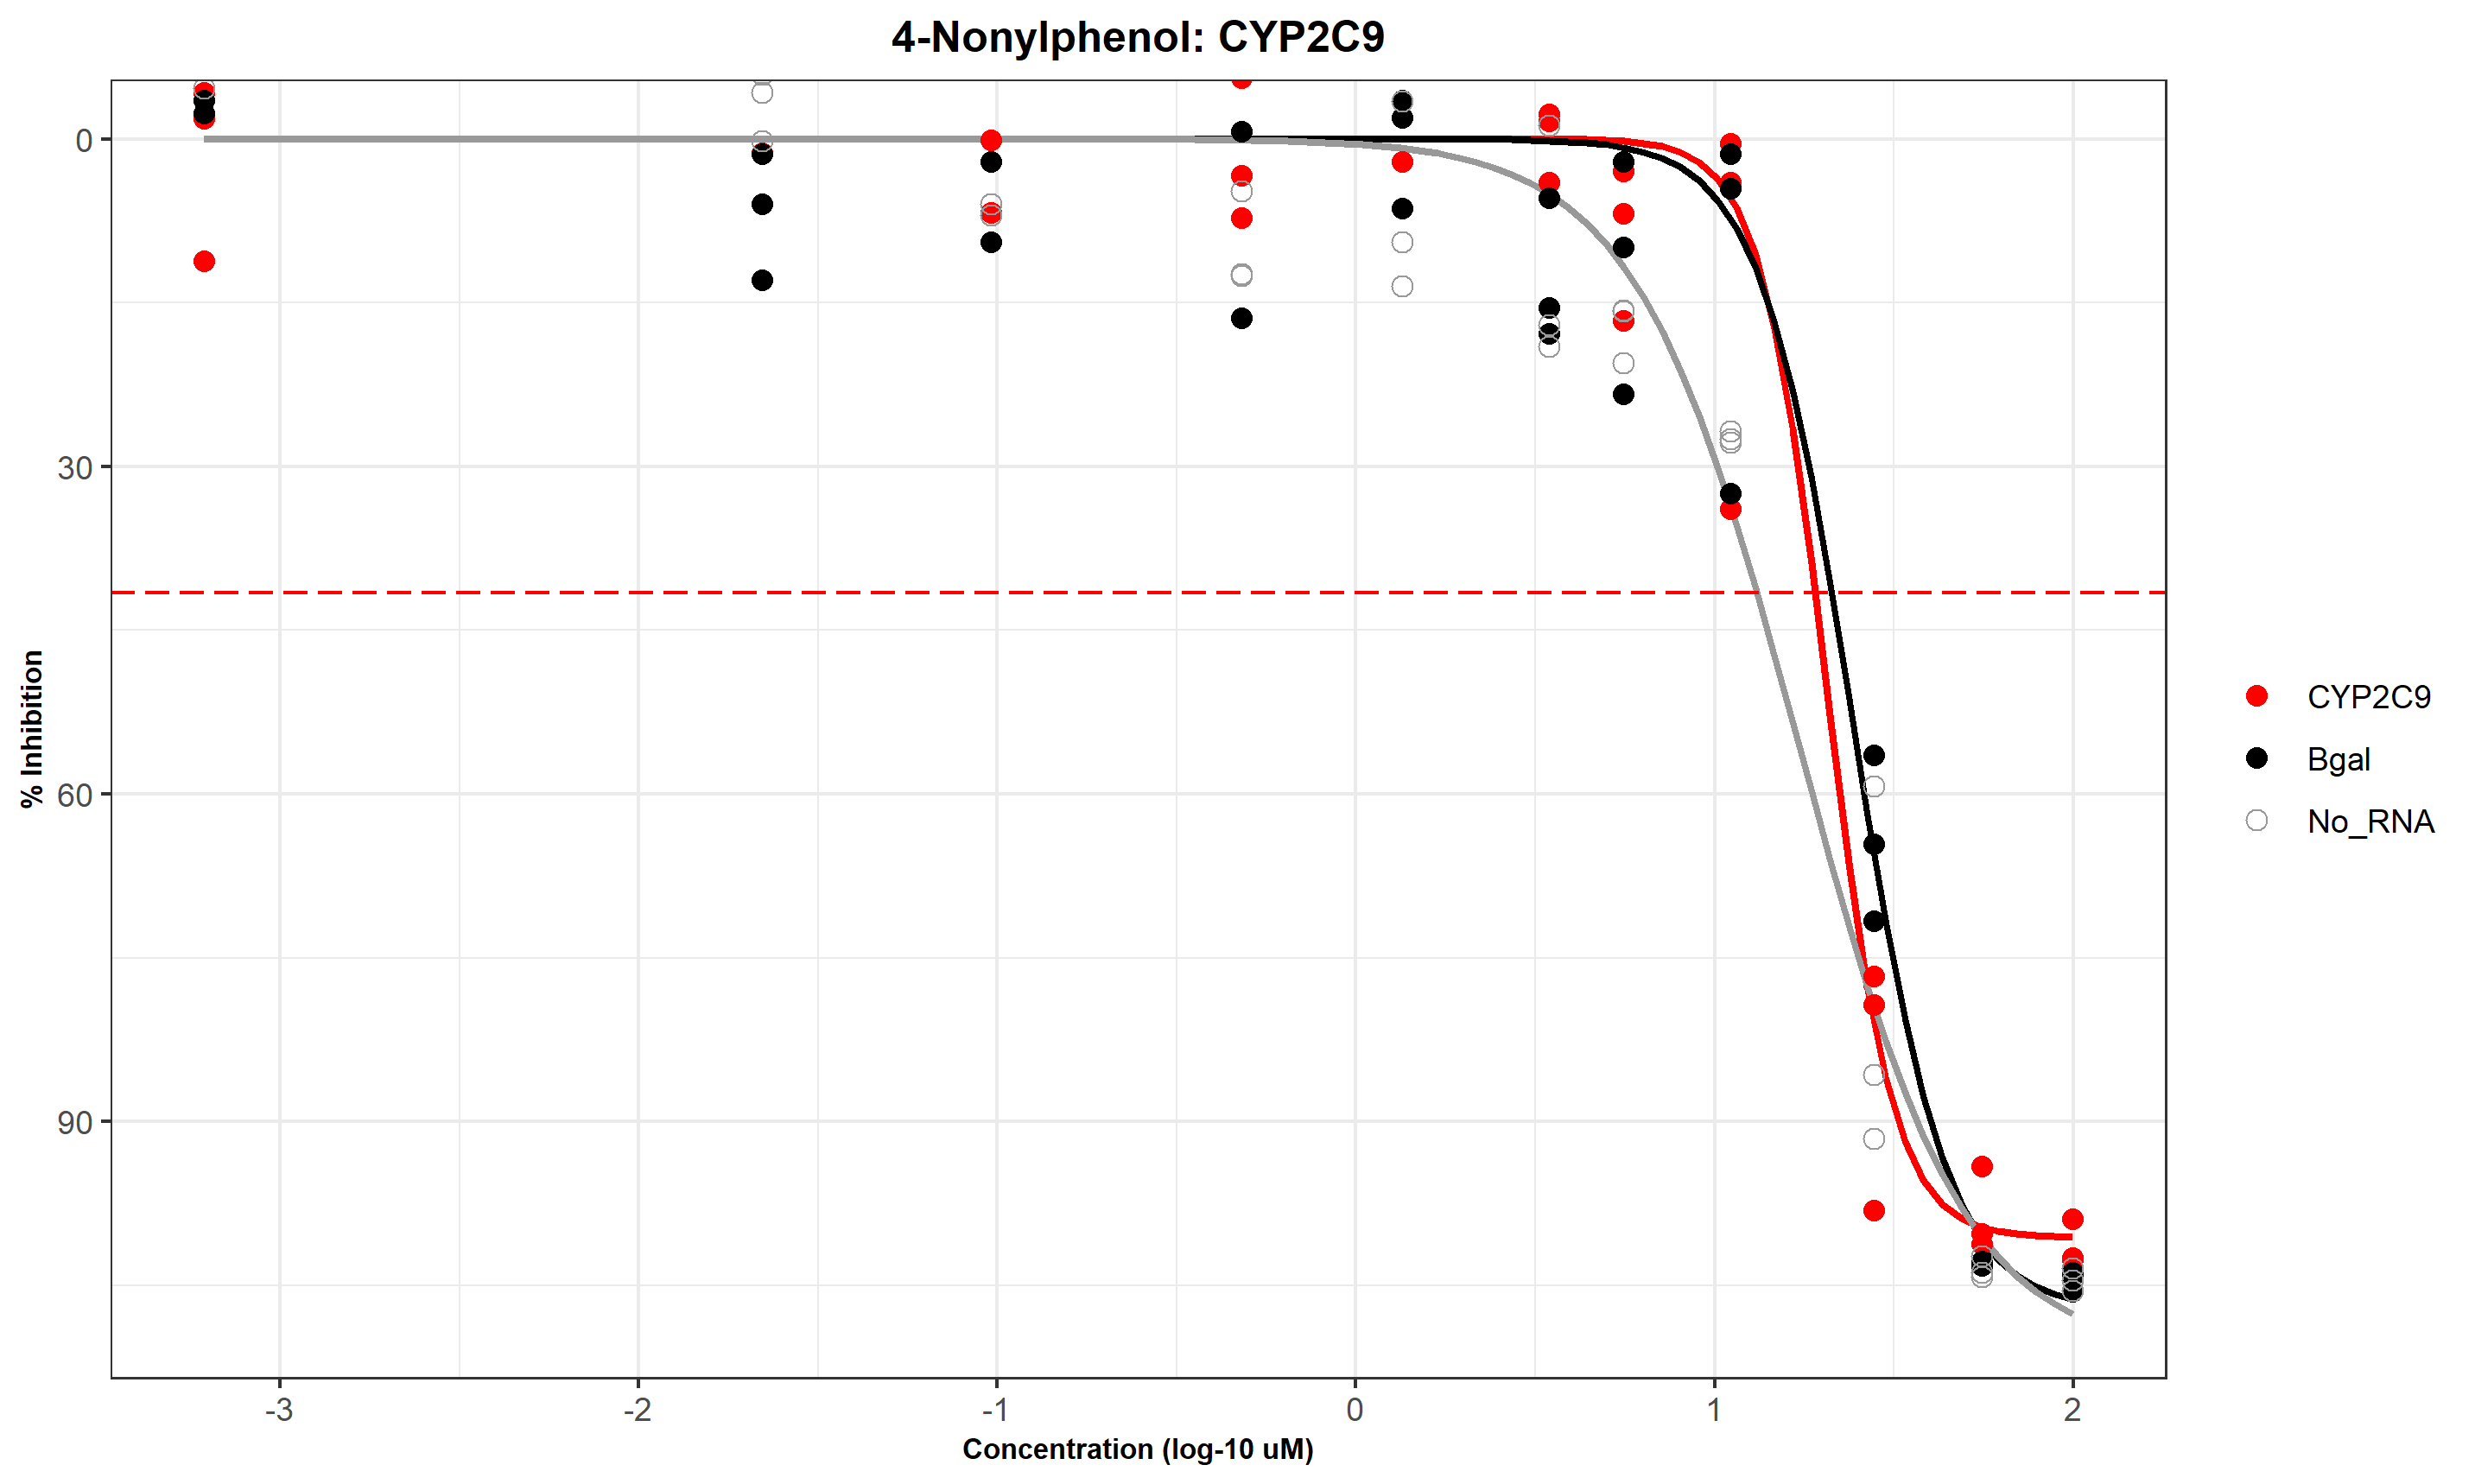 4-Nonylphenol: CYP2C9
% Inhibition
0
30
60
90
-3
-2
-1
0
1
2
Concentration (log-10 uM)
CYP2C9
Bgal
No_RNA